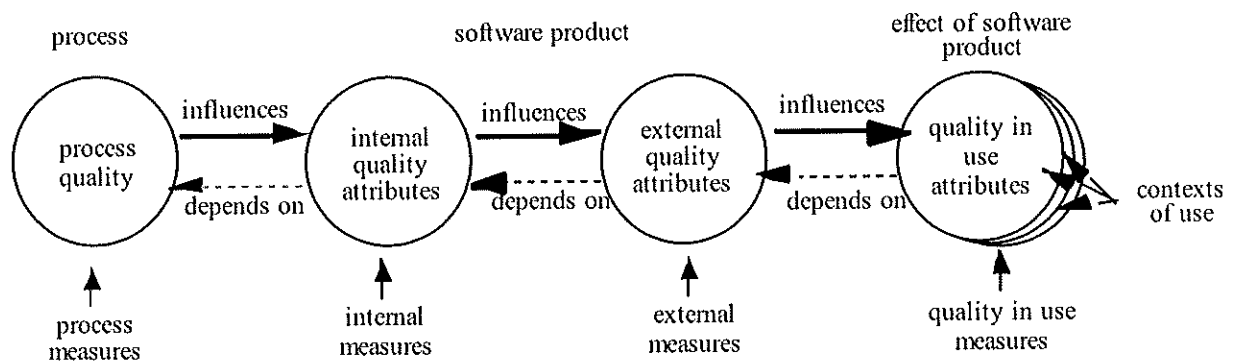 process
software product
effect of software
product
influences
influences
influences
process
quality
internal
quality
attributes
external
quality
attributes
quality in
use
attributes
depends on
depends on
depends on
contexts
of use
process
measures
internal
measures
external
measures
quality in use
measures